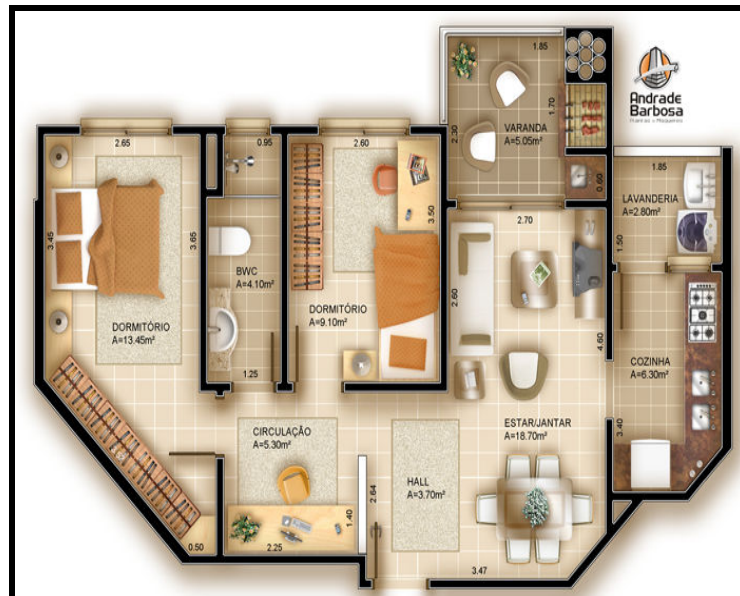 1.85
Andrade
Barbosa
Plantas e Maquetes
2.65
0.95
2.60
1.70
VARANDA
A=5.05m²
2.30
0.60
1.85
LAVANDERIA
A=2.80m²
1.50
3.45
3.65
3.50
2.70
BWC
A=4.10m²
2.60
DORMITÓRIO
A=9.10m²
DORMITÓRIO
A=13.45m²
4.60
COZINHA
A=6.30m²
1.25
3.40
CIRCULAÇÃO
A=5.30m²
ESTAR/JANTAR
A=18.70m²
HALL
A=3.70m²
2.64
1.40
0.50
2.25
3.47